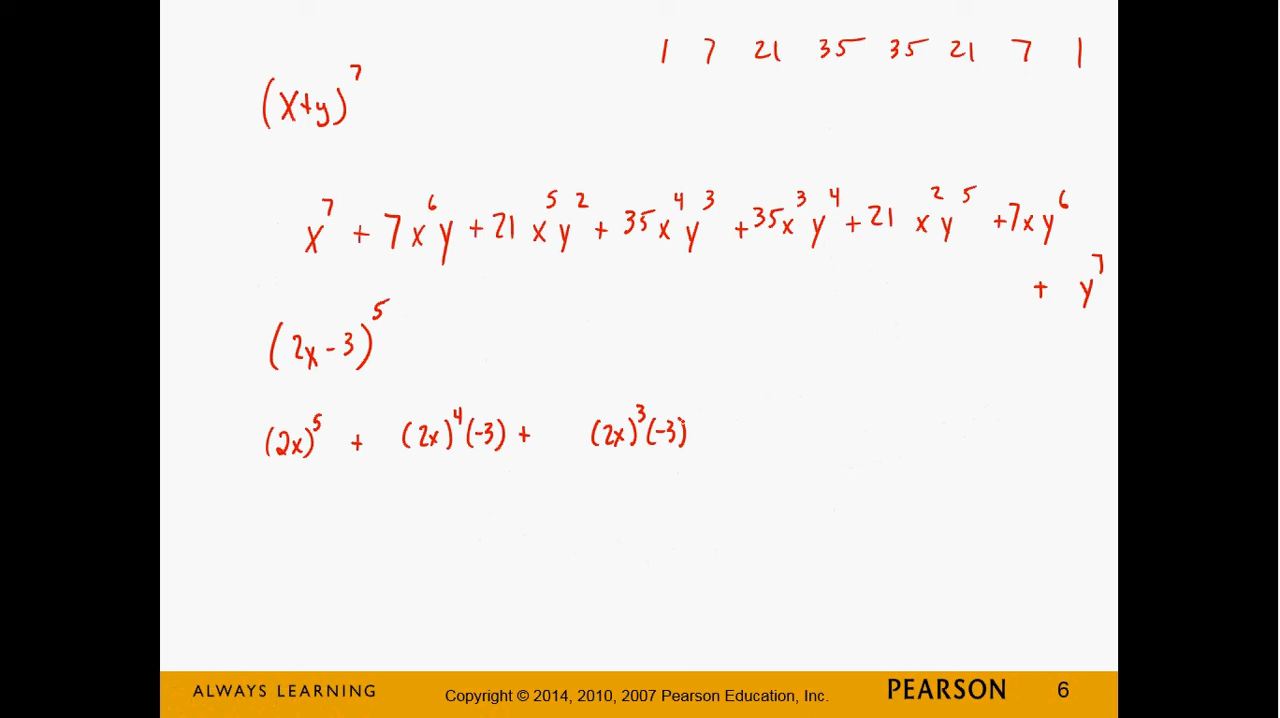 1 7 21 35 35 21 7 1
(x+y)^7
x^7 + 7x^6y + 21x^5y^2 + 35x^4y^3 + 35x^3y^4 + 21x^2y^5 + 7xy^6
+ y^7
(2x-3)^5
(2x)^5 + (2x)^4(-3) + (2x)^3(-3)
ALWAYS LEARNING
Copyright © 2014, 2010, 2007 Pearson Education, Inc.
PEARSON
6